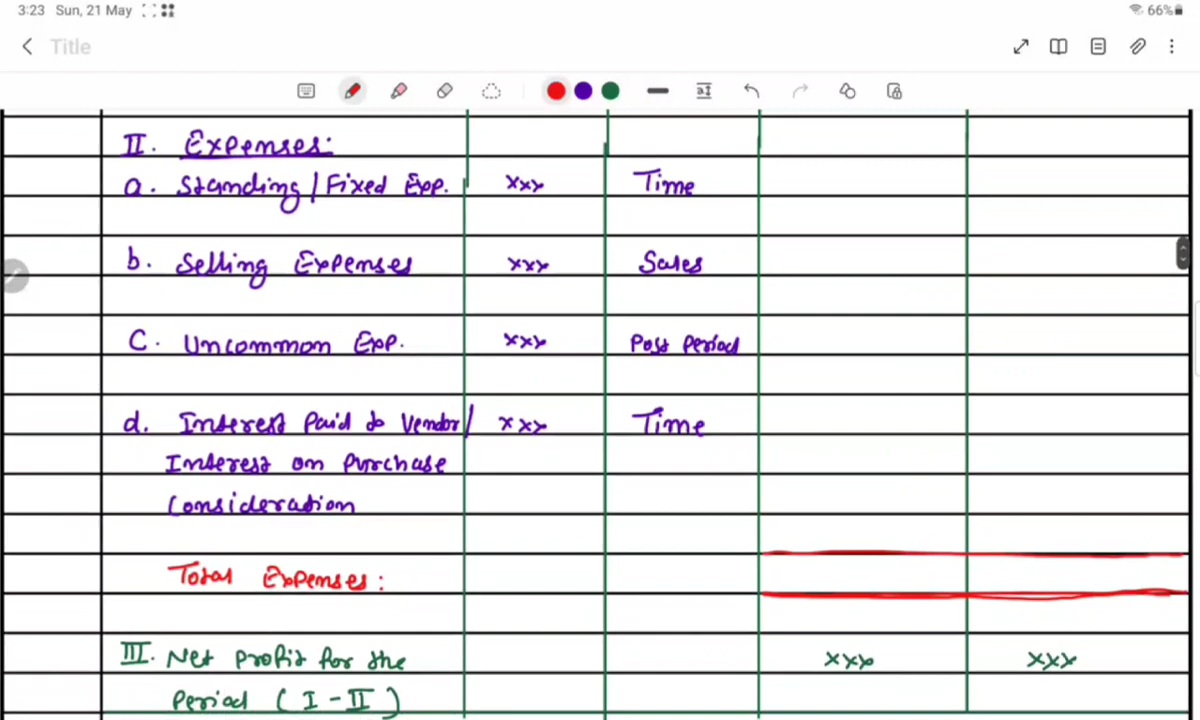 3:23 Sun, 21 May
66%
Title
II. Expenses:
a. Standing/Fixed Exp. xxx Time
b. Selling Expenses xxx Sales
C. Uncommon Exp. xxx Post Period
d. Interest Paid to Vendor/ xxx Time
Interest on Purchase
Consideration
Total Expenses:
III. Net Profit for the xxx xxx
Period (I - II)